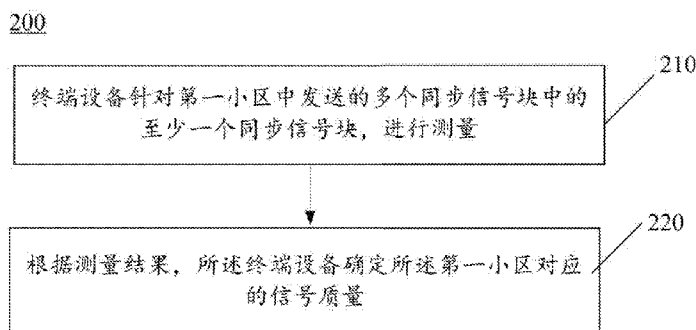 200
210
终端设备针对第一小区中发送的多个同步信号块中的
至少一个同步信号块，进行测量
220
根据测量结果，所述终端设备确定所述第一小区对应
的信号质量